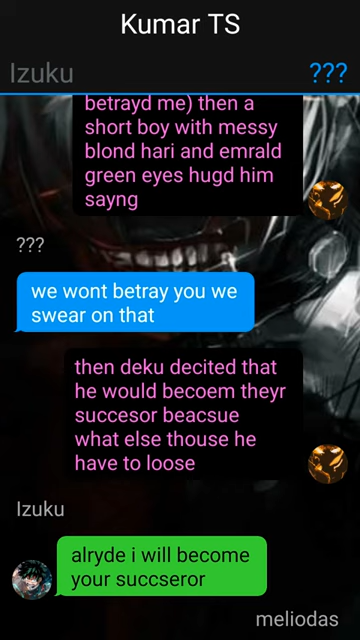 Kumar TS
Izuku
???
betrayd me) then a
short boy with messy
blond hari and emrald
green eyes hugd him
sayng
???
we wont betray you we
swear on that
then deku decited that
he would becoem theyr
succesor beacsue
what else thouse he
have to loose
Izuku
alryde i will become
your succseror
meliodas